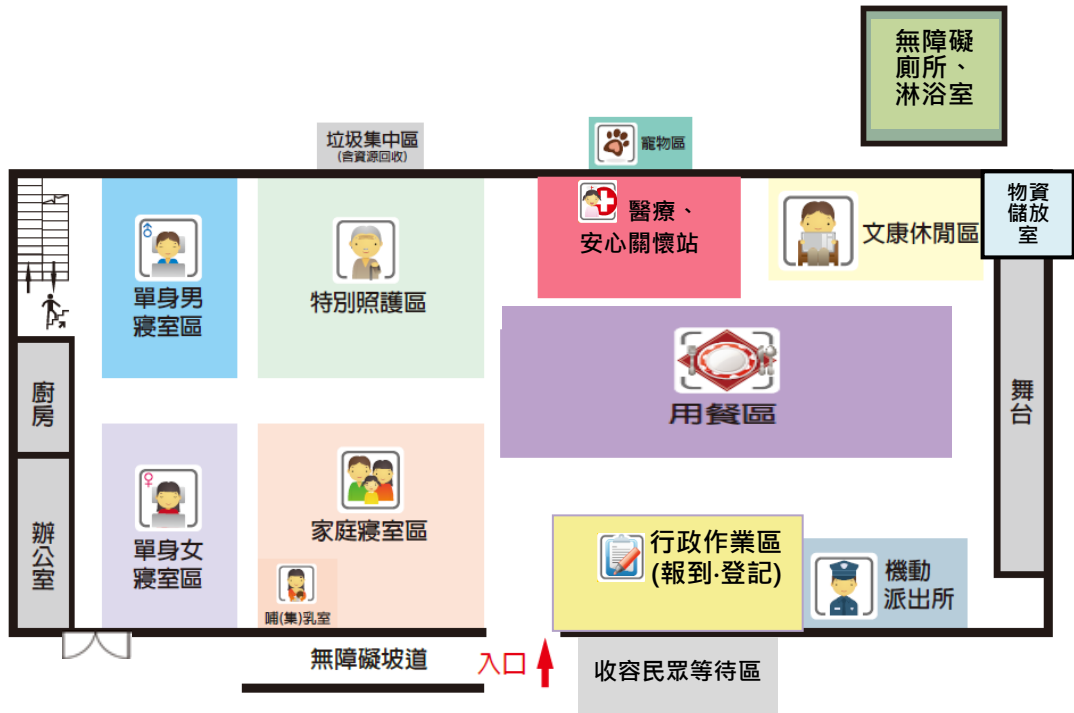 無障礙
廁所、
淋浴室
垃圾集中區
(含資源回收)
寵物區
物資
儲放
室
醫療、
安心關懷站
文康休閒區
單身男
寢室區
特別照護區
用餐區
廚房
舞台
辦公室
單身女
寢室區
家庭寢室區
哺(集)乳室
行政作業區
(報到·登記)
機動
派出所
無障礙坡道
入口
收容民眾等待區